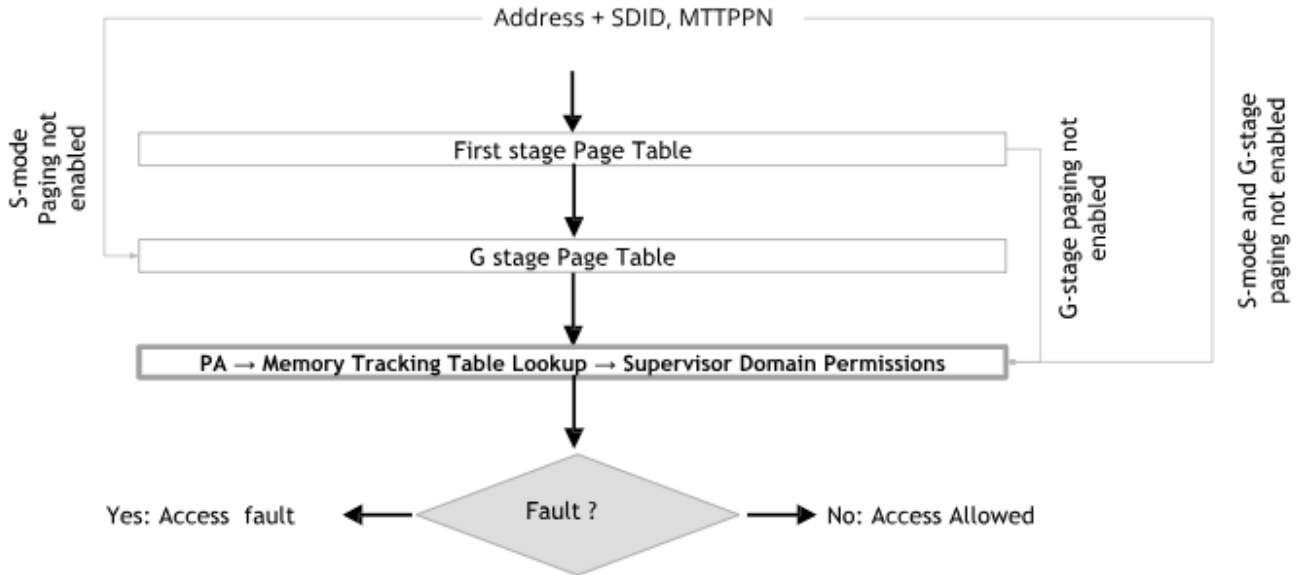 Address + SDID, MTTPPN
S-mode
Paging not
enabled
First stage Page Table
G-stage paging not
enabled
S-mode and G-stage
paging not enabled
G stage Page Table
PA → Memory Tracking Table Lookup → Supervisor Domain Permissions
Fault ?
Yes: Access fault
No: Access Allowed